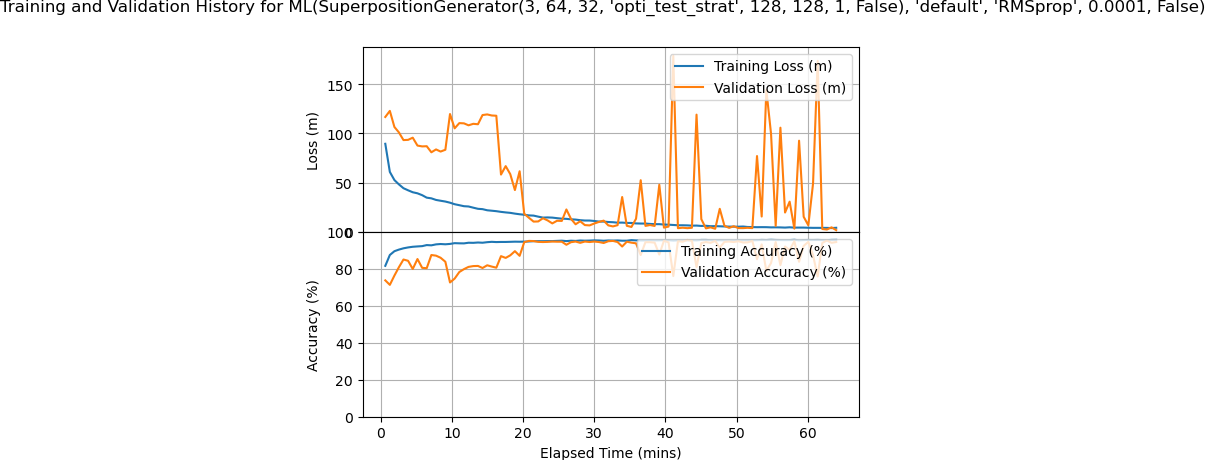 Training and Validation History for ML(SuperpositionGenerator(3, 64, 32, 'opti_test_strat', 128, 128, 1, False), 'default', 'RMSprop', 0.0001, False)
Training Loss (m)
Validation Loss (m)
150
100
50
0
Loss (m)
Training Accuracy (%)
Validation Accuracy (%)
100
80
60
40
20
0
Accuracy (%)
0 10 20 30 40 50 60
Elapsed Time (mins)